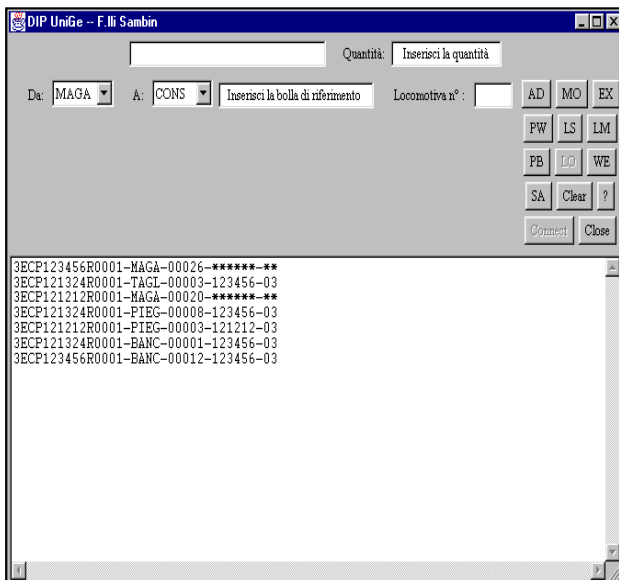 DIP UniGe -- F.lli Sambin
Quantità: Inserisci la quantità
Da: MAGA A: CONS Inserisci la bolla di riferimento Locomotiva n° : AD MO EX
PW LS LM
PB LO WE
SA Clear ?
Connect Close
3ECP123456R0001-MAGA-00026-******-**
3ECP121324R0001-TAGL-00003-123456-03
3ECP121212R0001-MAGA-00020-******-**
3ECP121324R0001-PIEG-00008-123456-03
3ECP121212R0001-PIEG-00003-121212-03
3ECP121324R0001-BANC-00001-123456-03
3ECP123456R0001-BANC-00012-123456-03